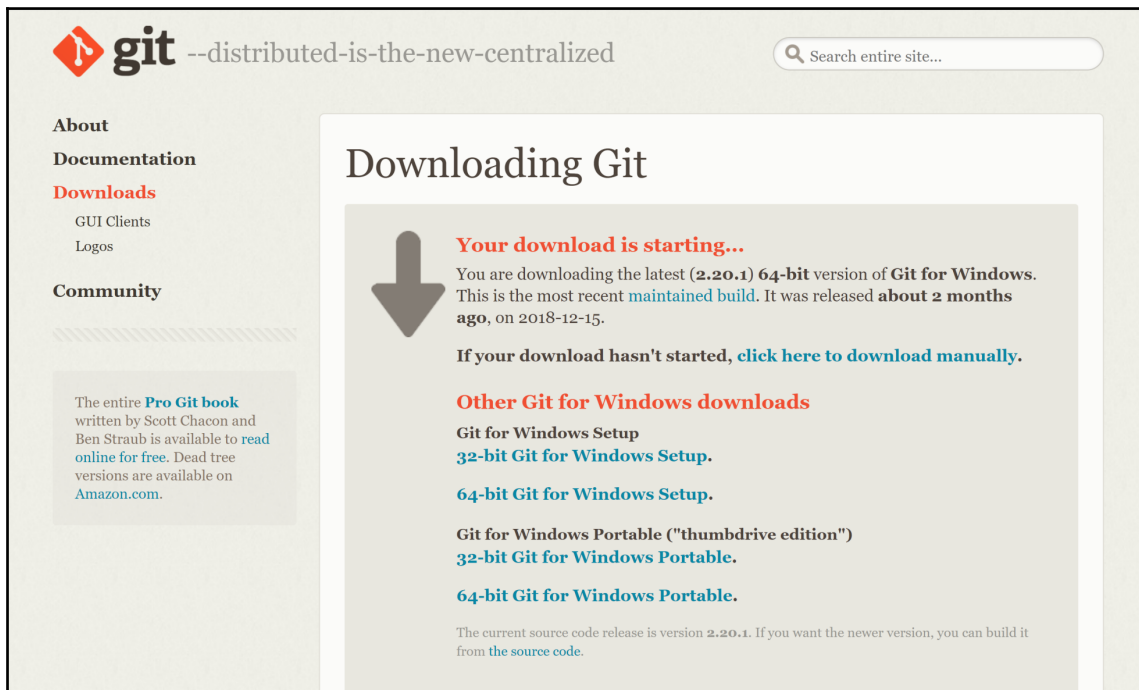 git --distributed-is-the-new-centralized
Search entire site...
About
Documentation
Downloads
GUI Clients
Logos
Community
The entire Pro Git book
written by Scott Chacon and
Ben Straub is available to read
online for free. Dead tree
versions are available on
Amazon.com.
Downloading Git
Your download is starting...
You are downloading the latest (2.20.1) 64-bit version of Git for Windows.
This is the most recent maintained build. It was released about 2 months
ago, on 2018-12-15.
If your download hasn't started, click here to download manually.
Other Git for Windows downloads
Git for Windows Setup
32-bit Git for Windows Setup.
64-bit Git for Windows Setup.
Git for Windows Portable ("thumbdrive edition")
32-bit Git for Windows Portable.
64-bit Git for Windows Portable.
The current source code release is version 2.20.1. If you want the newer version, you can build it
from the source code.